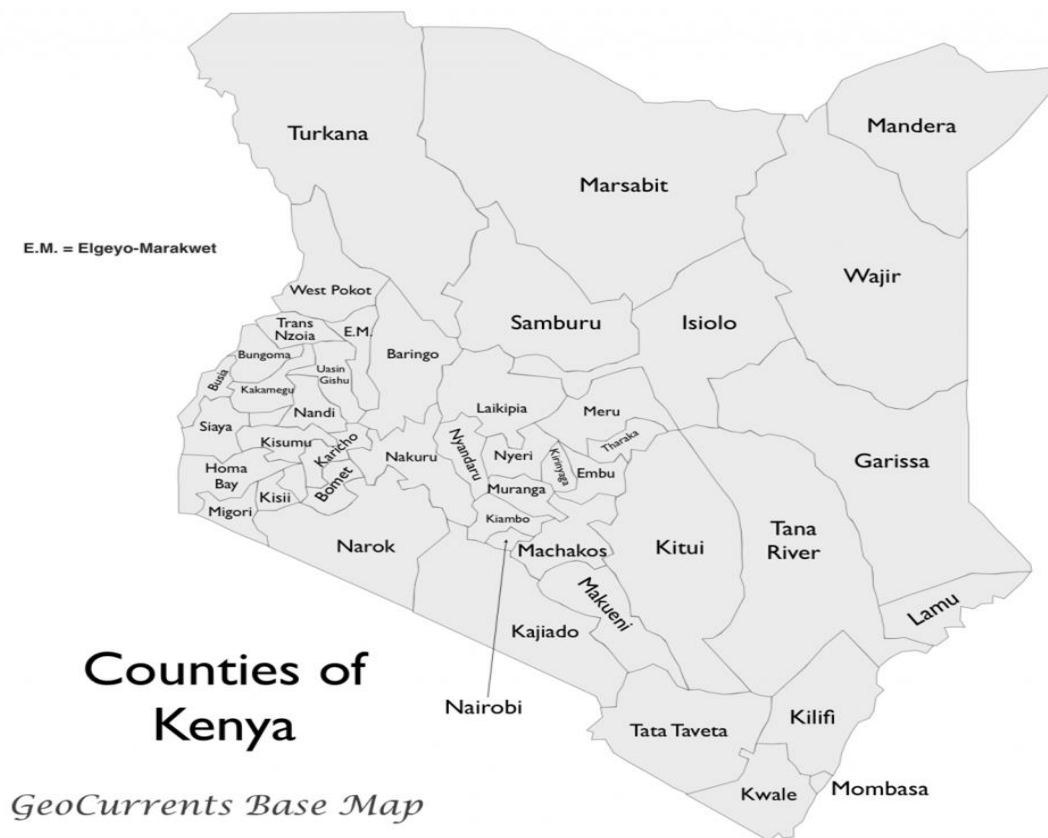 Turkana
Marsabit
Mandera
E.M. = Elgeyo-Marakwet
Wajir
West Pokot
Samburu
Isiolo
Trans
Nzoia
E.M.
Bungoma
Baringo
Busia
Uasin
Gishu
Kakamegu
Laikipia
Meru
Nandi
Siaya
Kisumu
Karicho
Nyandaru
Nyeri
Kirinyaga
Tharaka
Nakuru
Embu
Garissa
Homa
Bay
Kisii
Bomet
Muranga
Migori
Kiambo
Narok
Machakos
Kitui
Tana
River
Makueni
Lamu
Kajiado
Counties of
Kenya
Nairobi
Tata Taveta
Kilifi
Kwale
Mombasa
GeoCurrents Base Map